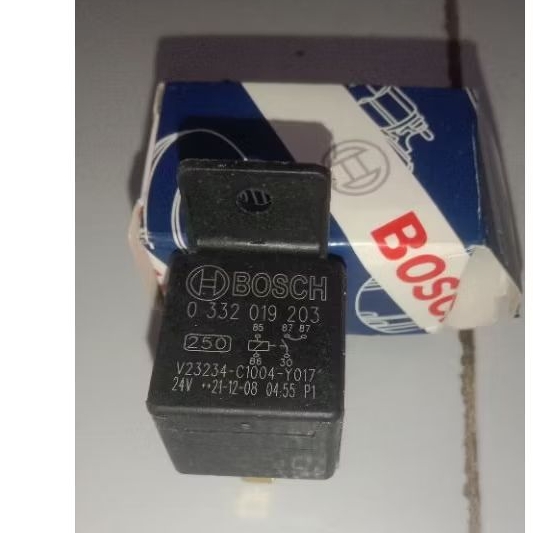 BOSCH
BOSCH
0 332 019 203
250
85 87 87
86 30
V23234-C1004-Y017
24V **21-12-08 04:55 P1